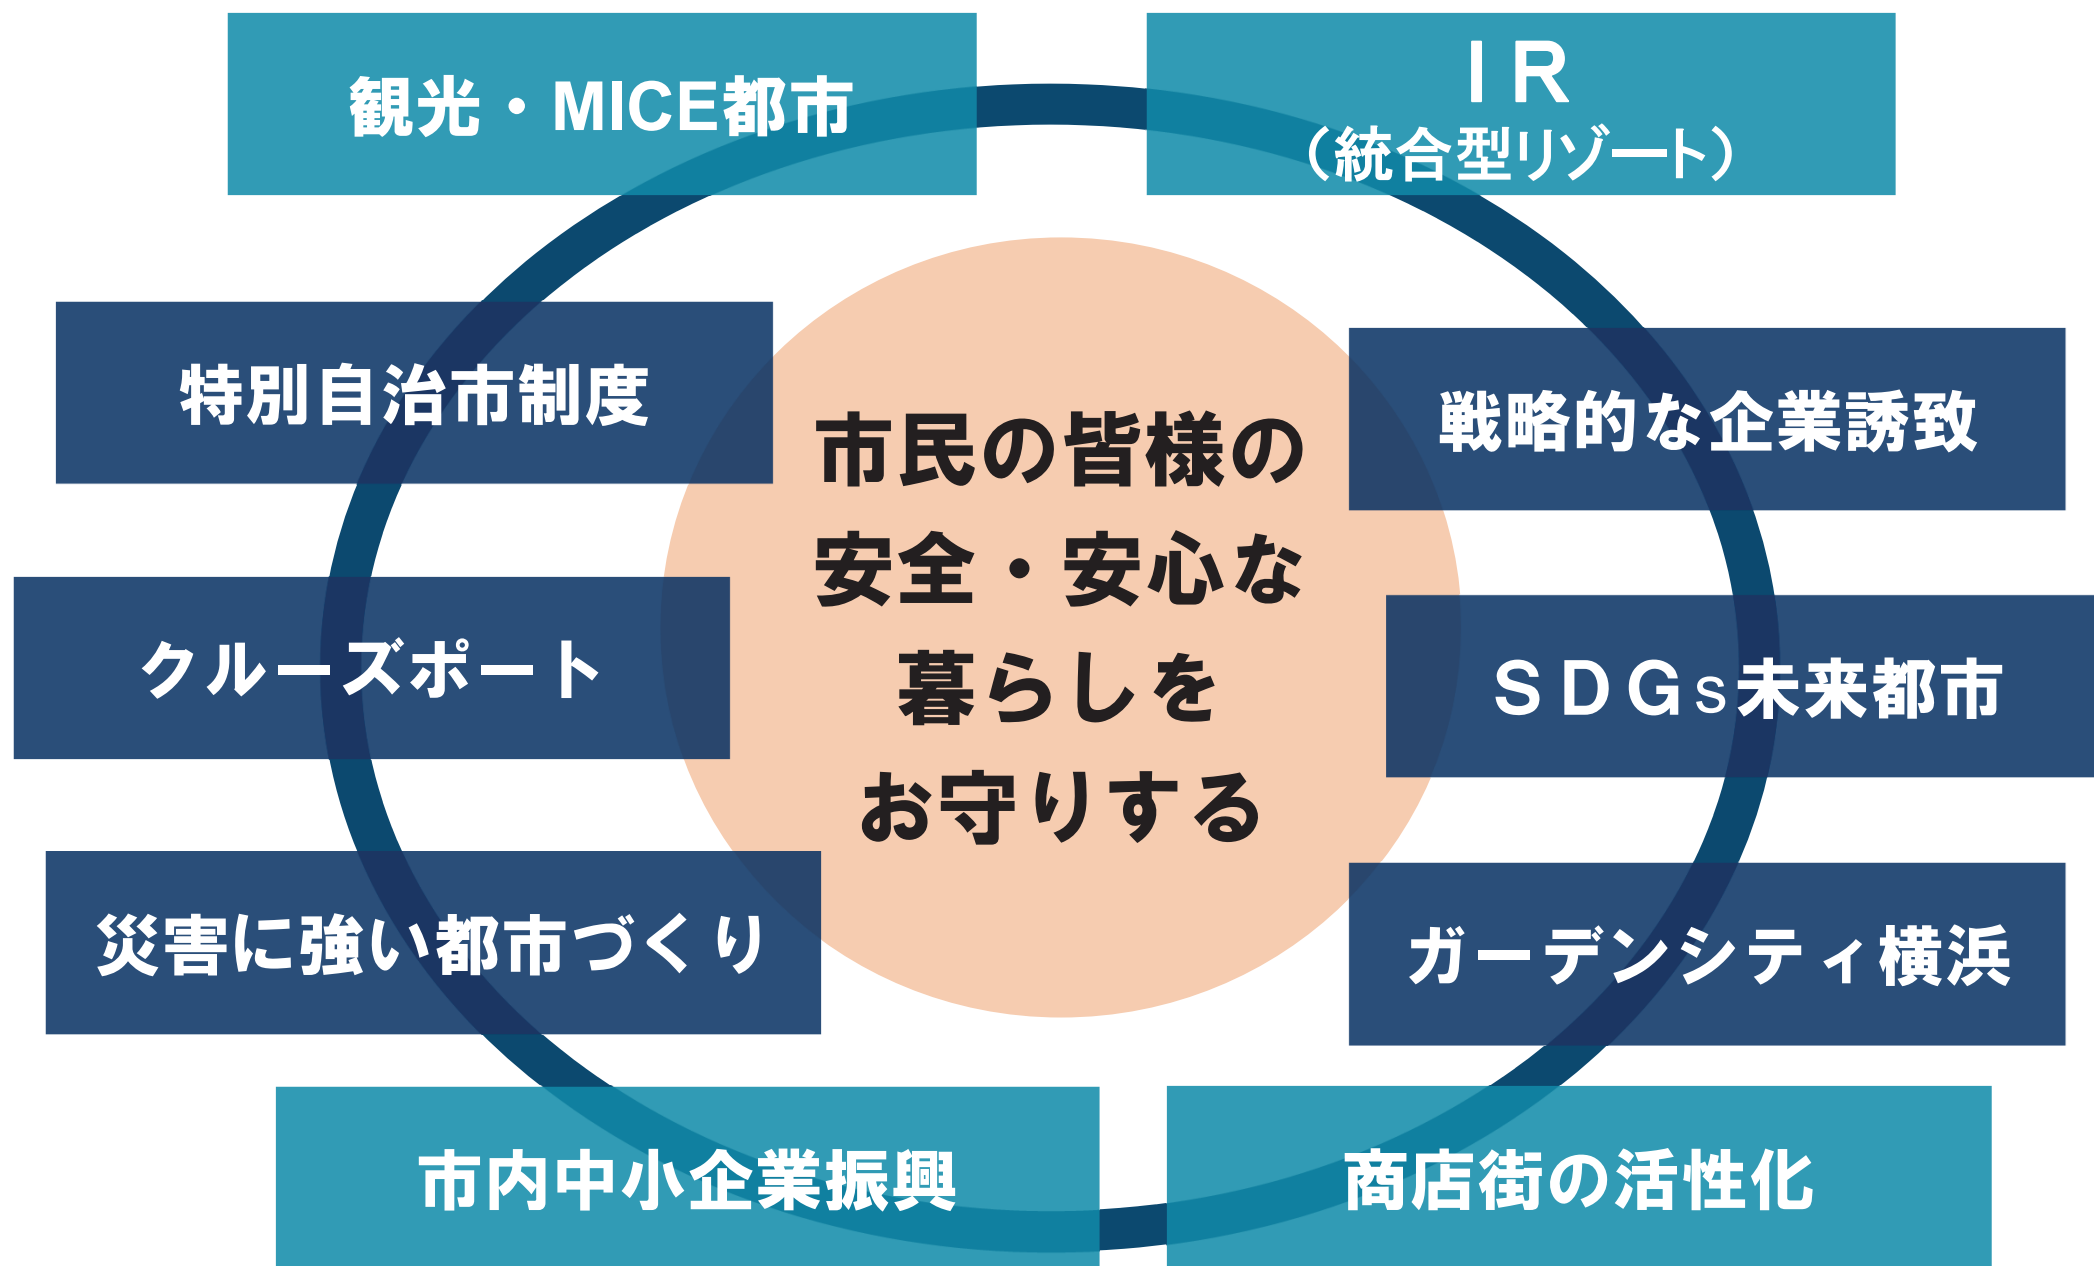 観光・MICE都市
ＩＲ
（統合型リゾート）
特別自治市制度
戦略的な企業誘致
市民の皆様の
安全・安心な
暮らしを
お守りする
クルーズポート
ＳＤＧｓ未来都市
災害に強い都市づくり
ガーデンシティ横浜
市内中小企業振興
商店街の活性化